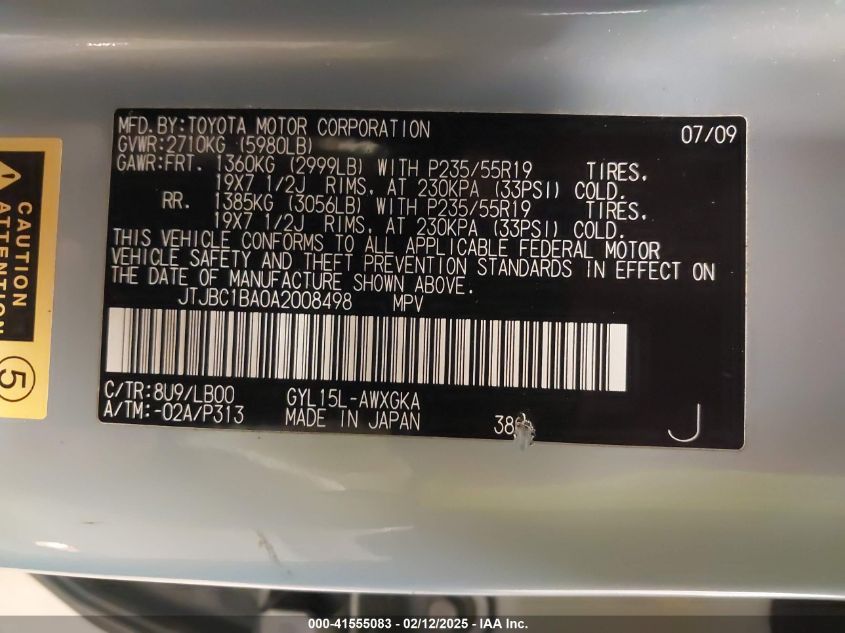 MFD.BY:TOYOTA MOTOR CORPORATION 07/09
GVWR:2710KG (5980LB)
GAWR:FRT. 1360KG (2999LB) WITH P235/55R19 TIRES,
19X7 1/2J RIMS, AT 230KPA (33PSI) COLD.
RR. 1385KG (3056LB) WITH P235/55R19 TIRES,
19X7 1/2J RIMS, AT 230KPA (33PSI) COLD.
THIS VEHICLE CONFORMS TO ALL APPLICABLE FEDERAL MOTOR
VEHICLE SAFETY AND THEFT PREVENTION STANDARDS IN EFFECT ON
THE DATE OF MANUFACTURE SHOWN ABOVE.
JTJBC1BA0A2008498 MPV
C/TR:8U9/LB00 GYL15L-AWXGKA
A/TM:-02A/P313 MADE IN JAPAN J
CAUTION
ATTENTION
5
000-41555083 - 02/12/2025 - IAA Inc.